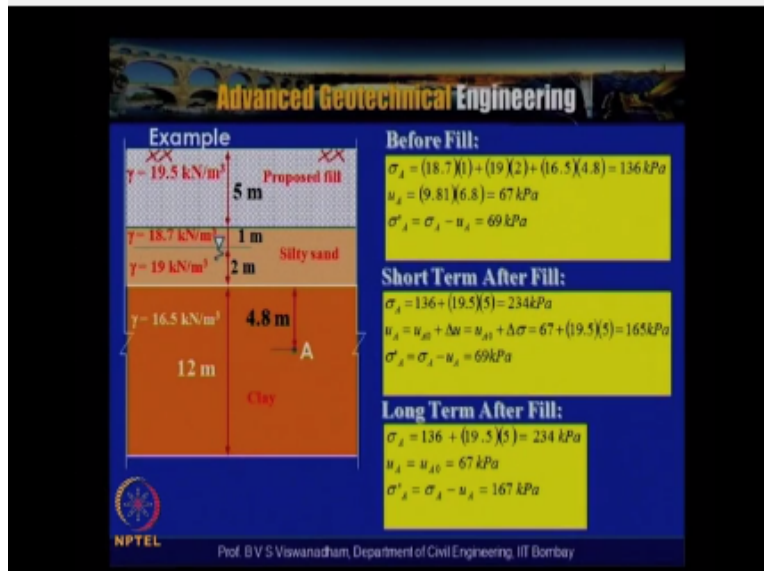 Advanced Geotechnical Engineering
Example
γ = 19.5 kN/m³
Proposed fill
5 m
γ = 18.7 kN/m³
1 m
Silty sand
γ = 19 kN/m³
2 m
γ = 16.5 kN/m³
4.8 m
A
12 m
Clay
Before Fill:
σ_A = (18.7)(1)+(19)(2)+(16.5)(4.8) = 136 kPa
u_A = (9.81)(6.8) = 67 kPa
σ'_A = σ_A − u_A = 69 kPa
Short Term After Fill:
σ_A = 136+(19.5)(5) = 234kPa
u_A = u_A0 + Δu = u_A0 + Δσ = 67+(19.5)(5) = 165kPa
σ'_A = σ_A − u_A = 69kPa
Long Term After Fill:
σ_A = 136 +(19.5)(5) = 234 kPa
u_A = u_A0 = 67 kPa
σ'_A = σ_A − u_A = 167 kPa
NPTEL
Prof. B V S Viswanadham, Department of Civil Engineering, IIT Bombay